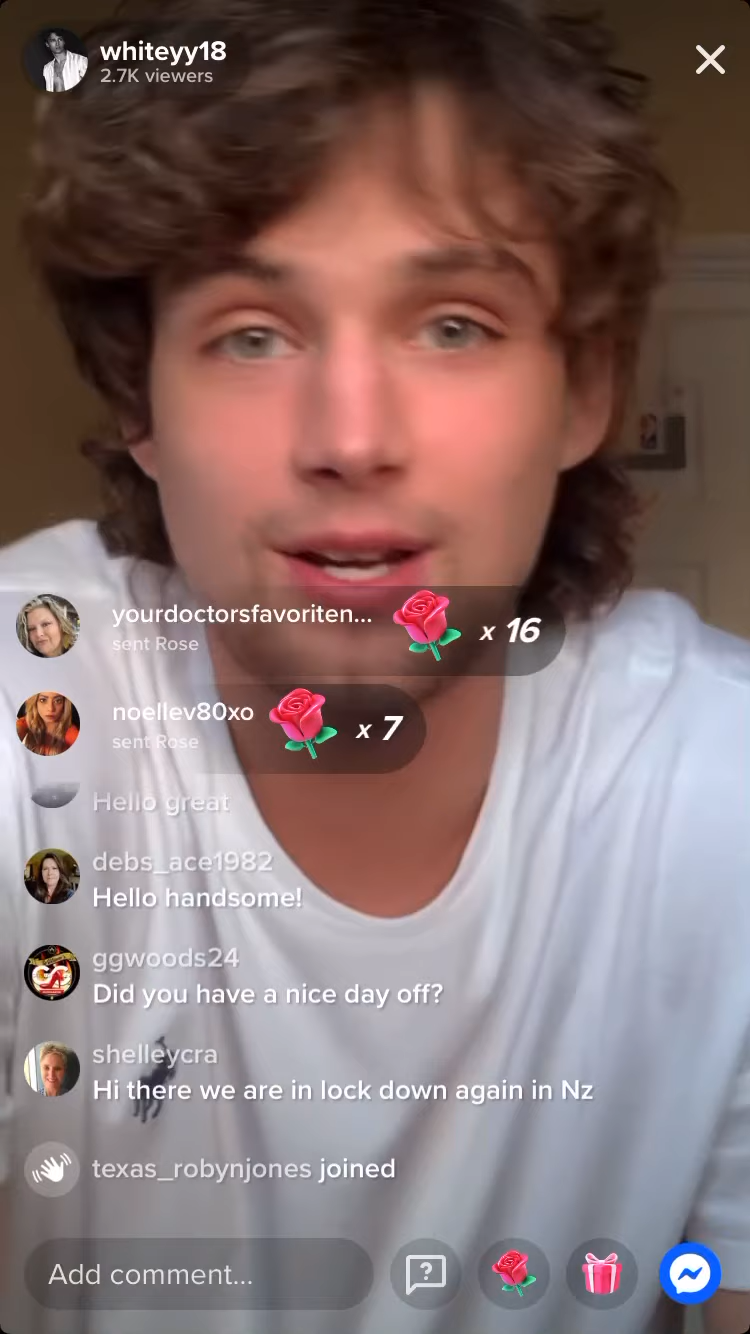 whiteyy18
2.7K viewers
yourdoctorsfavoriten...
sent Rose
x 16
noellev80xo
sent Rose
x 7
Hello great
debs_ace1982
Hello handsome!
ggwoods24
Did you have a nice day off?
shelleycra
Hi there we are in lock down again in Nz
texas_robynjones joined
Add comment...
?